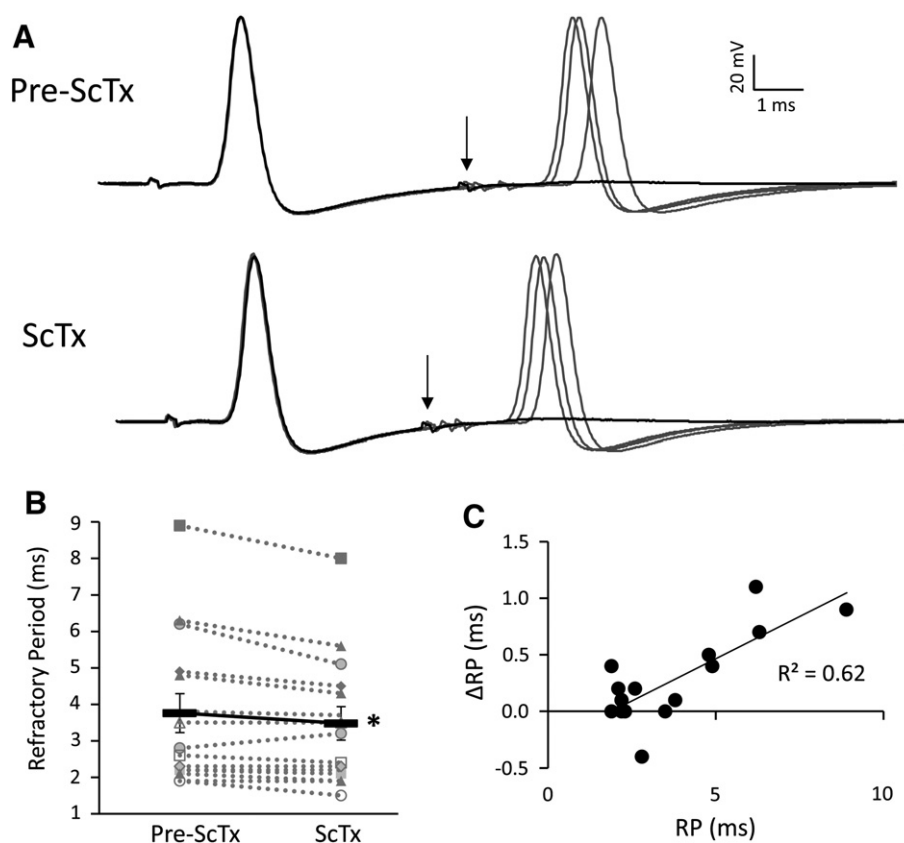 A
Pre-ScTx
20 mV
1 ms
ScTx
B
Refractory Period (ms)
9
8
7
6
5
4
3
2
1
*
Pre-ScTx
ScTx
C
ΔRP (ms)
1.5
1.0
0.5
0.0
-0.5
R² = 0.62
0
5
10
RP (ms)